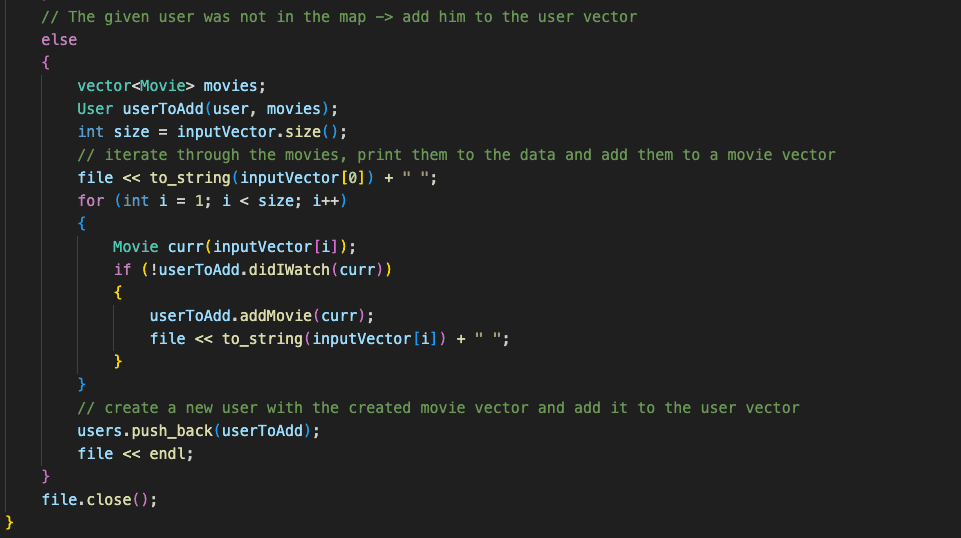 // The given user was not in the map -> add him to the user vector
else
{
vector<Movie> movies;
User userToAdd(user, movies);
int size = inputVector.size();
// iterate through the movies, print them to the data and add them to a movie vector
file << to_string(inputVector[0]) + " ";
for (int i = 1; i < size; i++)
{
Movie curr(inputVector[i]);
if (!userToAdd.didIWatch(curr))
{
userToAdd.addMovie(curr);
file << to_string(inputVector[i]) + " ";
}
}
// create a new user with the created movie vector and add it to the user vector
users.push_back(userToAdd);
file << endl;
}
file.close();
}